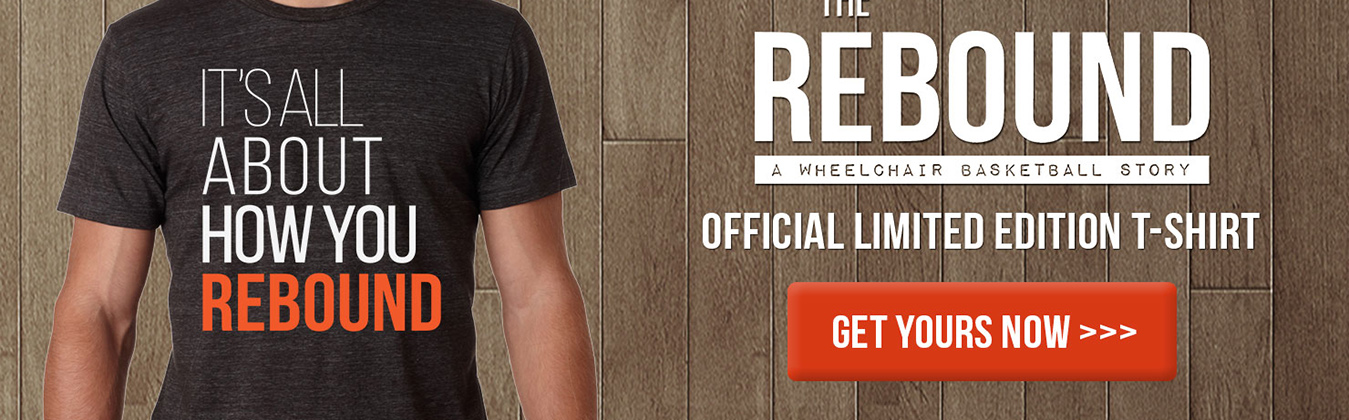 IT'S ALL
ABOUT
HOW YOU
REBOUND
THE
REBOUND
A WHEELCHAIR BASKETBALL STORY
OFFICIAL LIMITED EDITION T-SHIRT
GET YOURS NOW >>>